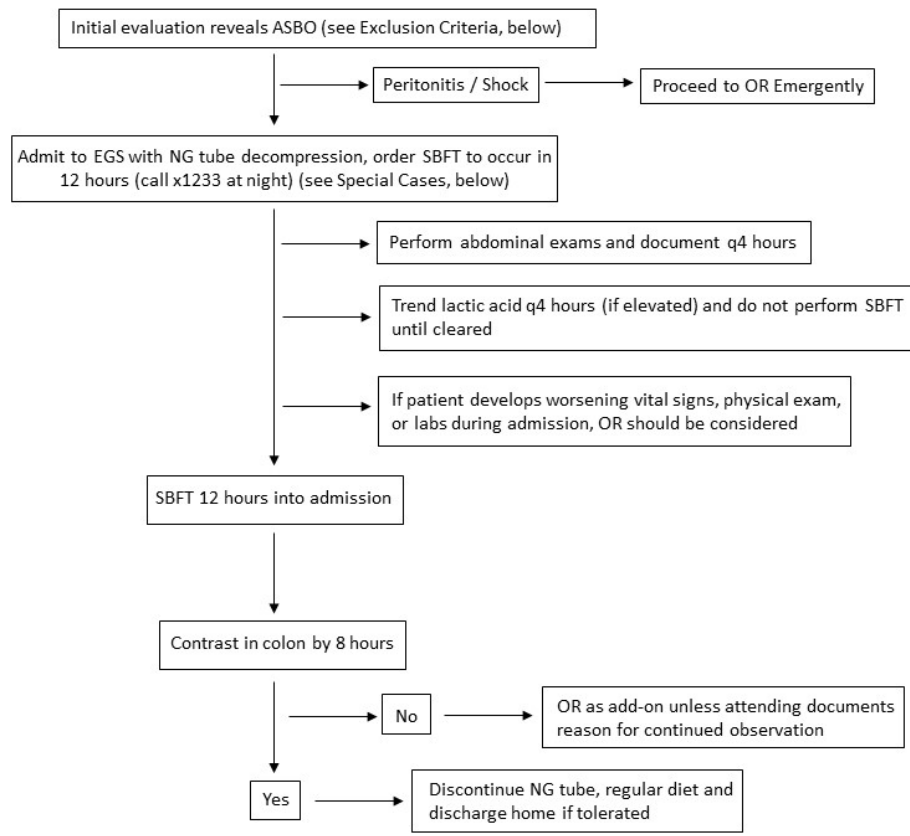 Initial evaluation reveals ASBO (see Exclusion Criteria, below)
Peritonitis / Shock
Proceed to OR Emergently
Admit to EGS with NG tube decompression, order SBFT to occur in
12 hours (call x1233 at night) (see Special Cases, below)
Perform abdominal exams and document q4 hours
Trend lactic acid q4 hours (if elevated) and do not perform SBFT
until cleared
If patient develops worsening vital signs, physical exam,
or labs during admission, OR should be considered
SBFT 12 hours into admission
Contrast in colon by 8 hours
No
OR as add-on unless attending documents
reason for continued observation
Yes
Discontinue NG tube, regular diet and
discharge home if tolerated